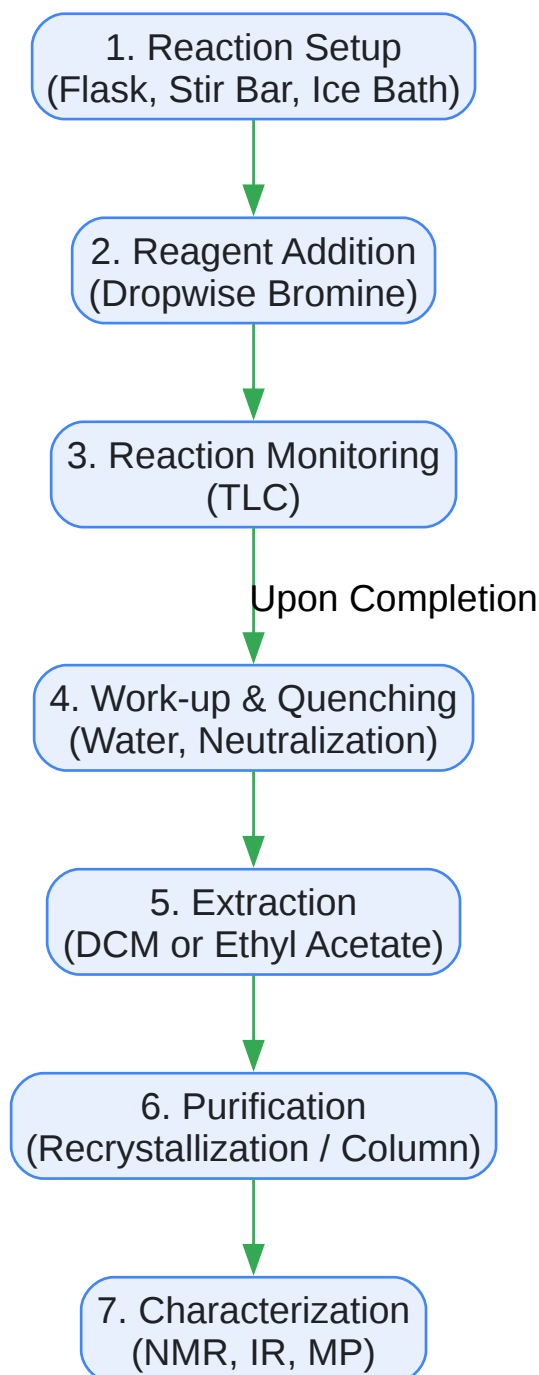 1. Reaction Setup
(Flask, Stir Bar, Ice Bath)
2. Reagent Addition
(Dropwise Bromine)
3. Reaction Monitoring
(TLC)
Upon Completion
4. Work-up & Quenching
(Water, Neutralization)
5. Extraction
(DCM or Ethyl Acetate)
6. Purification
(Recrystallization / Column)
7. Characterization
(NMR, IR, MP)